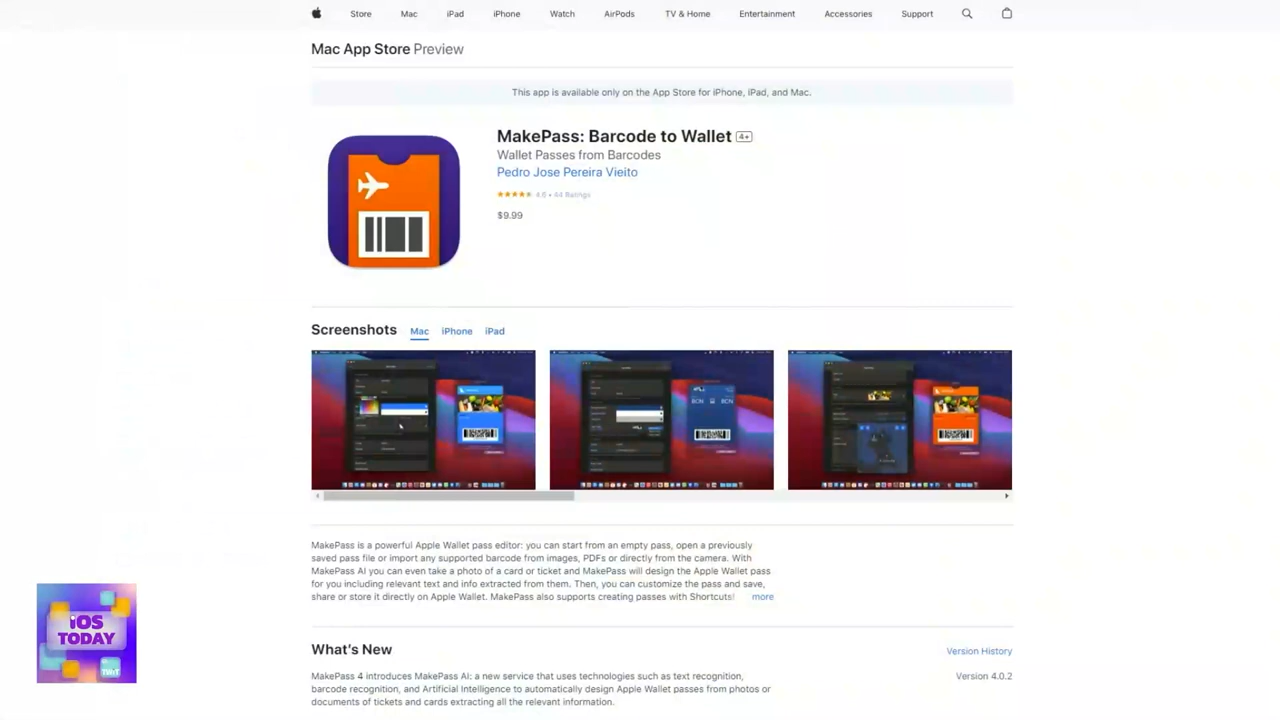 Store Mac iPad iPhone Watch AirPods TV & Home Entertainment Accessories Support
Mac App Store Preview
This app is available only on the App Store for iPhone, iPad, and Mac.
MakePass: Barcode to Wallet 4+
Wallet Passes from Barcodes
Pedro Jose Pereira Vieito
4.6 • 44 Ratings
$9.99
Screenshots Mac iPhone iPad
BCN BCN
MakePass is a powerful Apple Wallet pass editor: you can start from an empty pass, open a previously
saved pass file or import any supported barcode from images, PDFs or directly from the camera. With
MakePass AI you can even take a photo of a card or ticket and MakePass will design the Apple Wallet pass
for you including relevant text and info extracted from them. Then, you can customize the pass and save,
share or store it directly on Apple Wallet. MakePass also supports creating passes with Shortcuts! more
iOS
TODAY
TWiT
What's New Version History
MakePass 4 introduces MakePass AI: a new service that uses technologies such as text recognition, Version 4.0.2
barcode recognition, and Artificial Intelligence to automatically design Apple Wallet passes from photos or
documents of tickets and cards extracting all the relevant information.